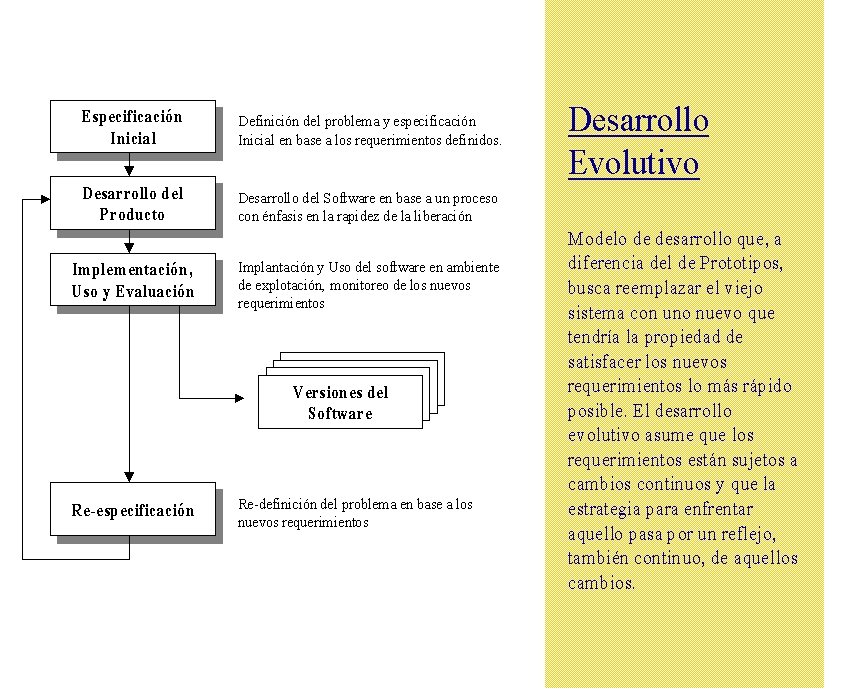 Especificación
Inicial
Definición del problema y especificación
Inicial en base a los requerimientos definidos.
Desarrollo del
Producto
Desarrollo del Software en base a un proceso
con énfasis en la rapidez de la liberación
Implementación,
Uso y Evaluación
Implantación y Uso del software en ambiente
de explotación, monitoreo de los nuevos
requerimientos
Versiones del
Software
Re-especificación
Re-definición del problema en base a los
nuevos requerimientos
Desarrollo
Evolutivo
Modelo de desarrollo que, a
diferencia del de Prototipos,
busca reemplazar el viejo
sistema con uno nuevo que
tendría la propiedad de
satisfacer los nuevos
requerimientos lo más rápido
posible. El desarrollo
evolutivo asume que los
requerimientos están sujetos a
cambios continuos y que la
estrategia para enfrentar
aquello pasa por un reflejo,
también continuo, de aquellos
cambios.